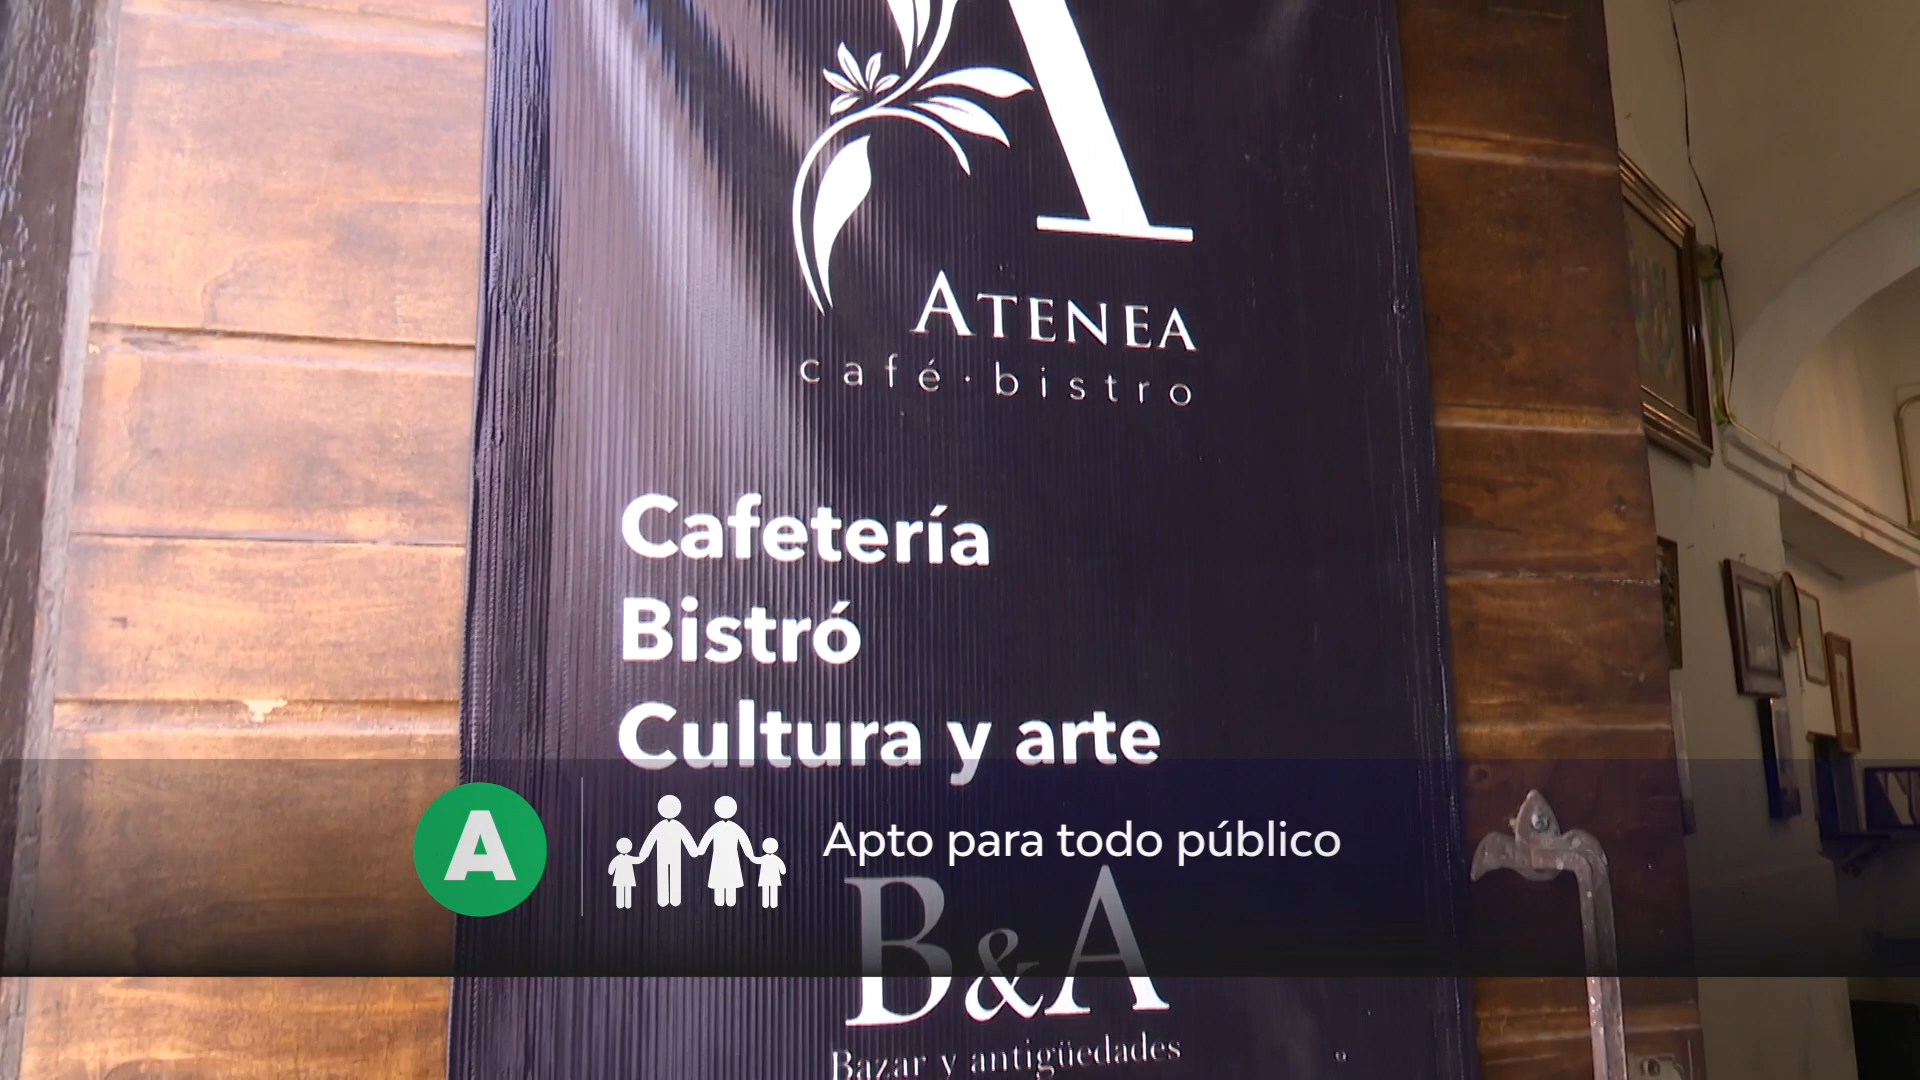 A
ATENEA
café·bistro
Cafetería
Bistró
Cultura y arte
A
Apto para todo público
B&A
Bazar y antigüedades